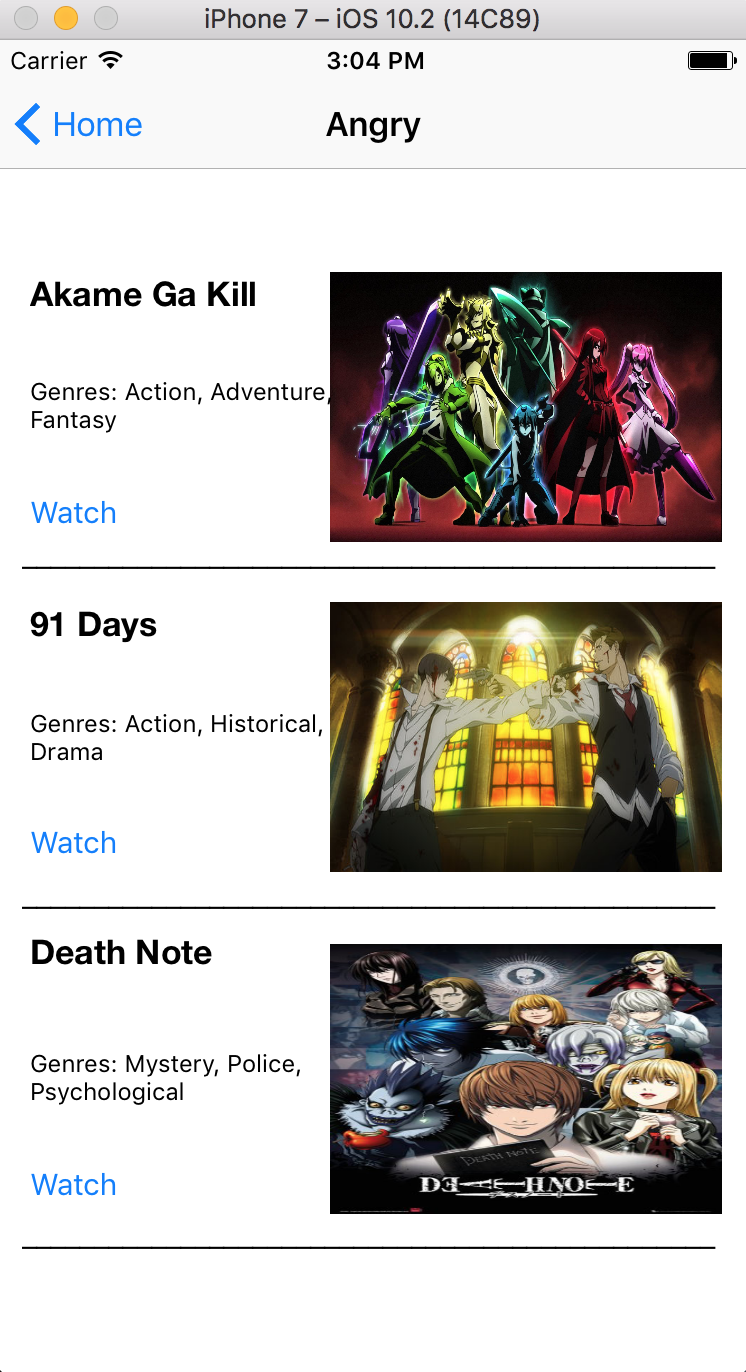 iPhone 7 – iOS 10.2 (14C89)
Carrier 3:04 PM
Home Angry
Akame Ga Kill
Genres: Action, Adventure,
Fantasy
Watch
91 Days
Genres: Action, Historical,
Drama
Watch
Death Note
Genres: Mystery, Police,
Psychological
Watch
DEATH NOTE
DEATH NOTE